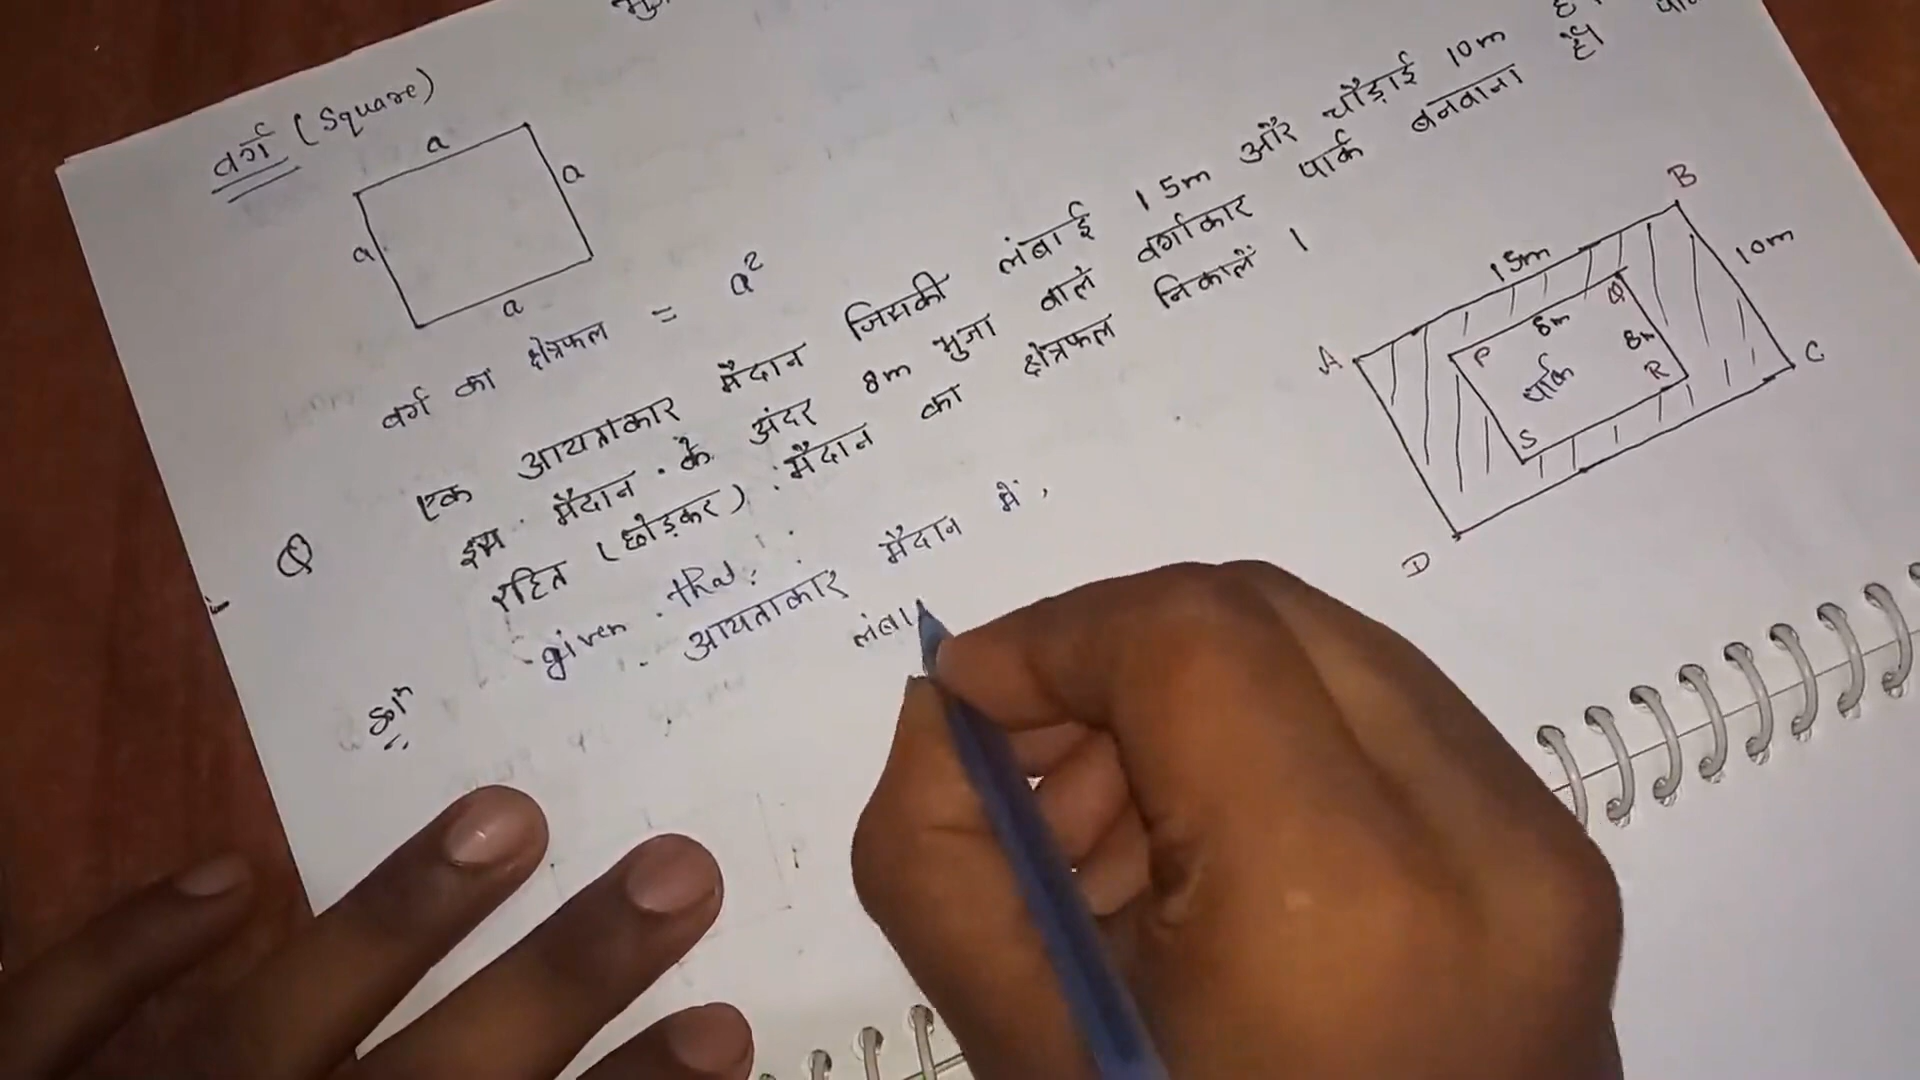 वर्ग (Square)
a
a
a
a
वर्ग का क्षेत्रफल = a²
Q एक आयताकार मैदान जिसकी लंबाई 15m और चौड़ाई 10m है।
इस मैदान के अंदर 8m भुजा वाले वर्गाकार पार्क बनवाना है।
रहित (छोड़कर) मैदान का क्षेत्रफल निकालें।
Solⁿ given that:
आयताकार मैदान में,
लंबा
A
B
C
D
15m
10m
P
Q
R
S
8m
8m
पार्क